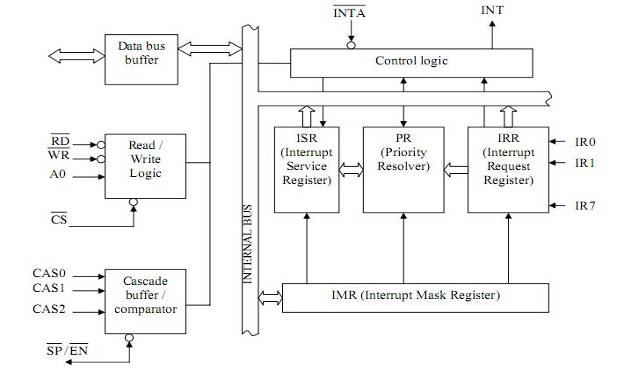 INTA
INT
Data bus
buffer
Control logic
RD
WR
A0
CS
Read /
Write
Logic
ISR
(Interrupt
Service
Register)
PR
(Priority
Resolver)
IRR
(Interrupt
Request
Register)
IR0
IR1
IR7
INTERNAL BUS
CAS0
CAS1
CAS2
Cascade
buffer /
comparator
SP/EN
IMR (Interrupt Mask Register)